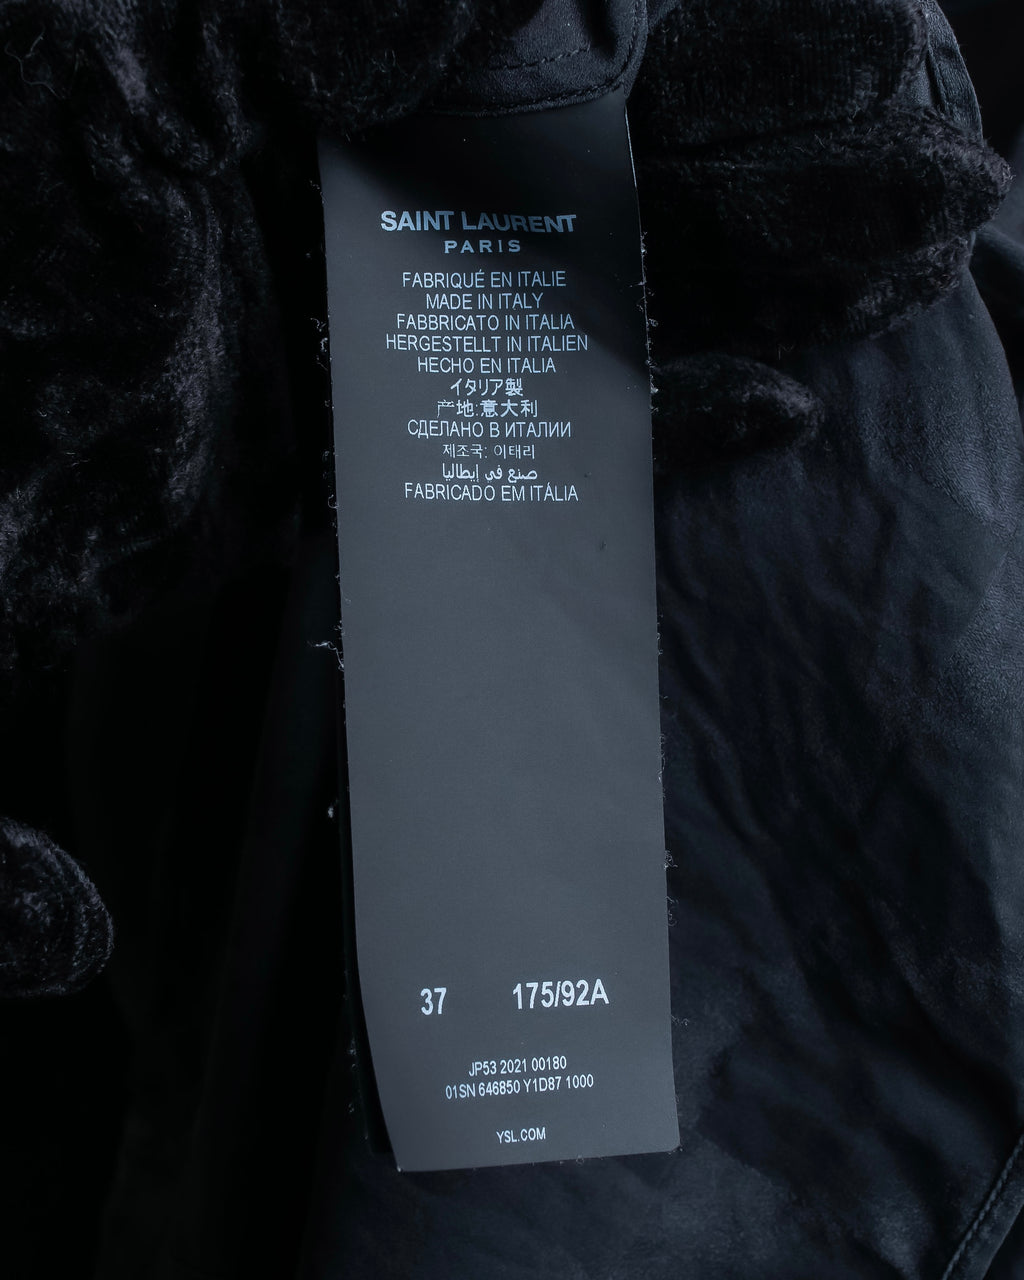 SAINT LAURENT
PARIS
FABRIQUÉ EN ITALIE
MADE IN ITALY
FABBRICATO IN ITALIA
HERGESTELLT IN ITALIEN
HECHO EN ITALIA
イタリア製
产地:意大利
СДЕЛАНО В ИТАЛИИ
제조국: 이태리
صنع في إيطاليا
FABRICADO EM ITÁLIA
37 175/92A
JP53 2021 00180
01SN 646850 Y1D87 1000
YSL.COM